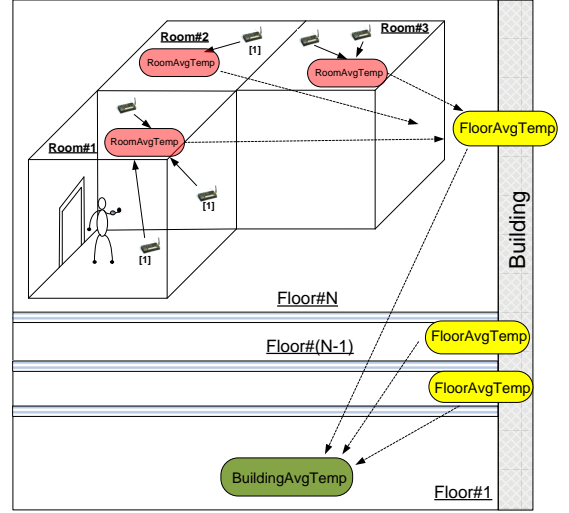 Room#2
[1]
Room#3
RoomAvgTemp
RoomAvgTemp
FloorAvgTemp
Room#1
RoomAvgTemp
[1]
[1]
Building
Floor#N
Floor#(N-1)
FloorAvgTemp
FloorAvgTemp
BuildingAvgTemp
Floor#1